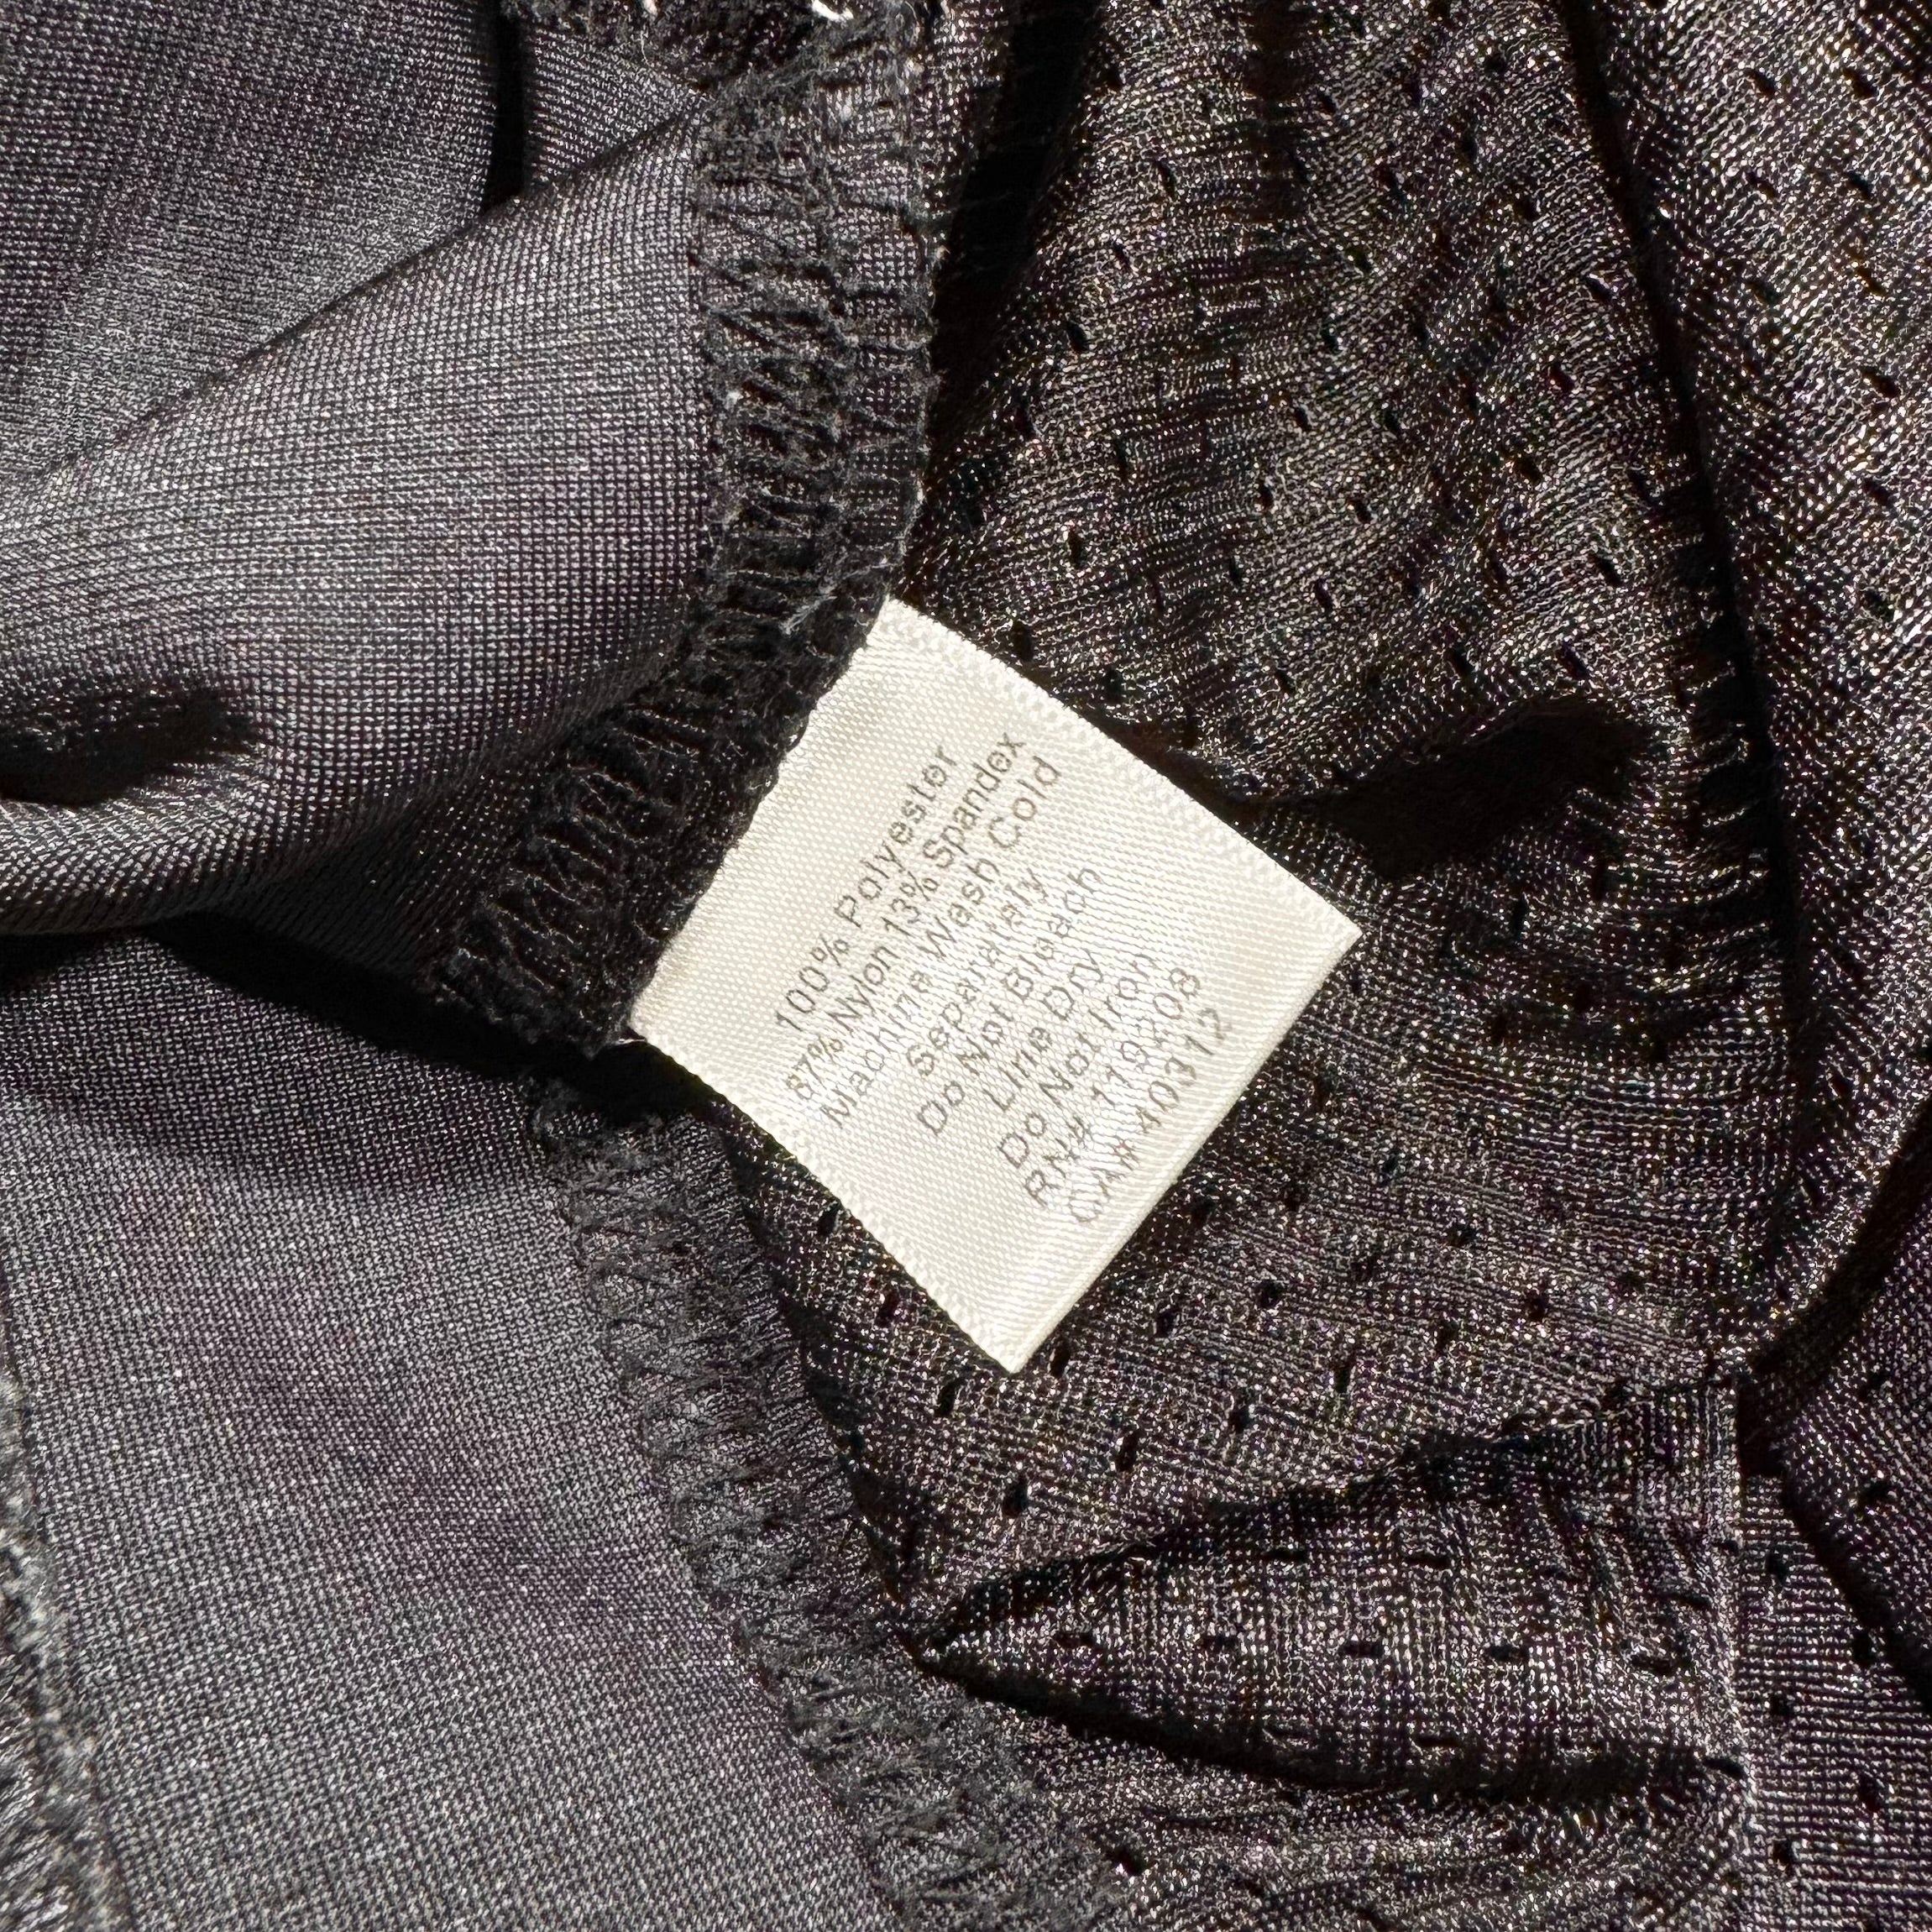 100% Polyester
87% Nylon 13% Spandex
Machine Wash Cold
Separately
Do Not Bleach
Line Dry
Do Not Iron
RN# 119208
CA# 40312